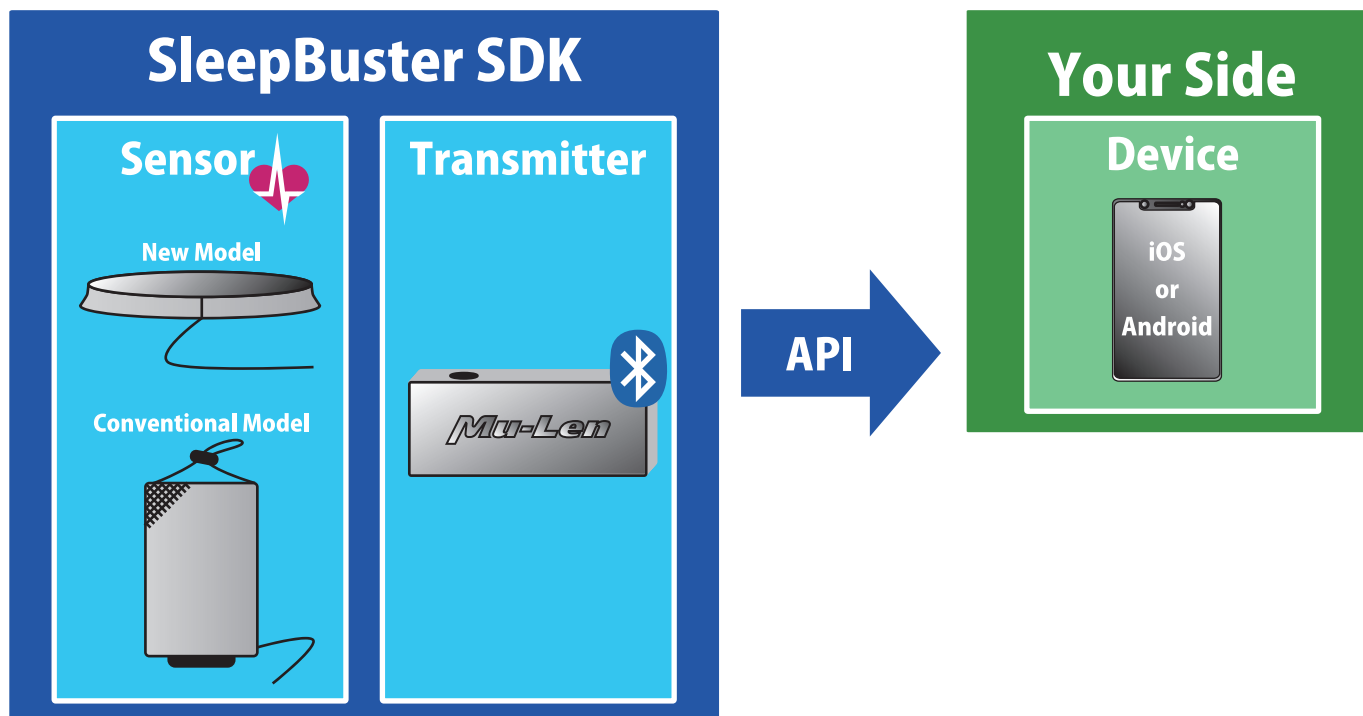 SleepBuster SDK
Sensor
New Model
Conventional Model
Transmitter
Mu-Len
API
Your Side
Device
iOS
or
Android